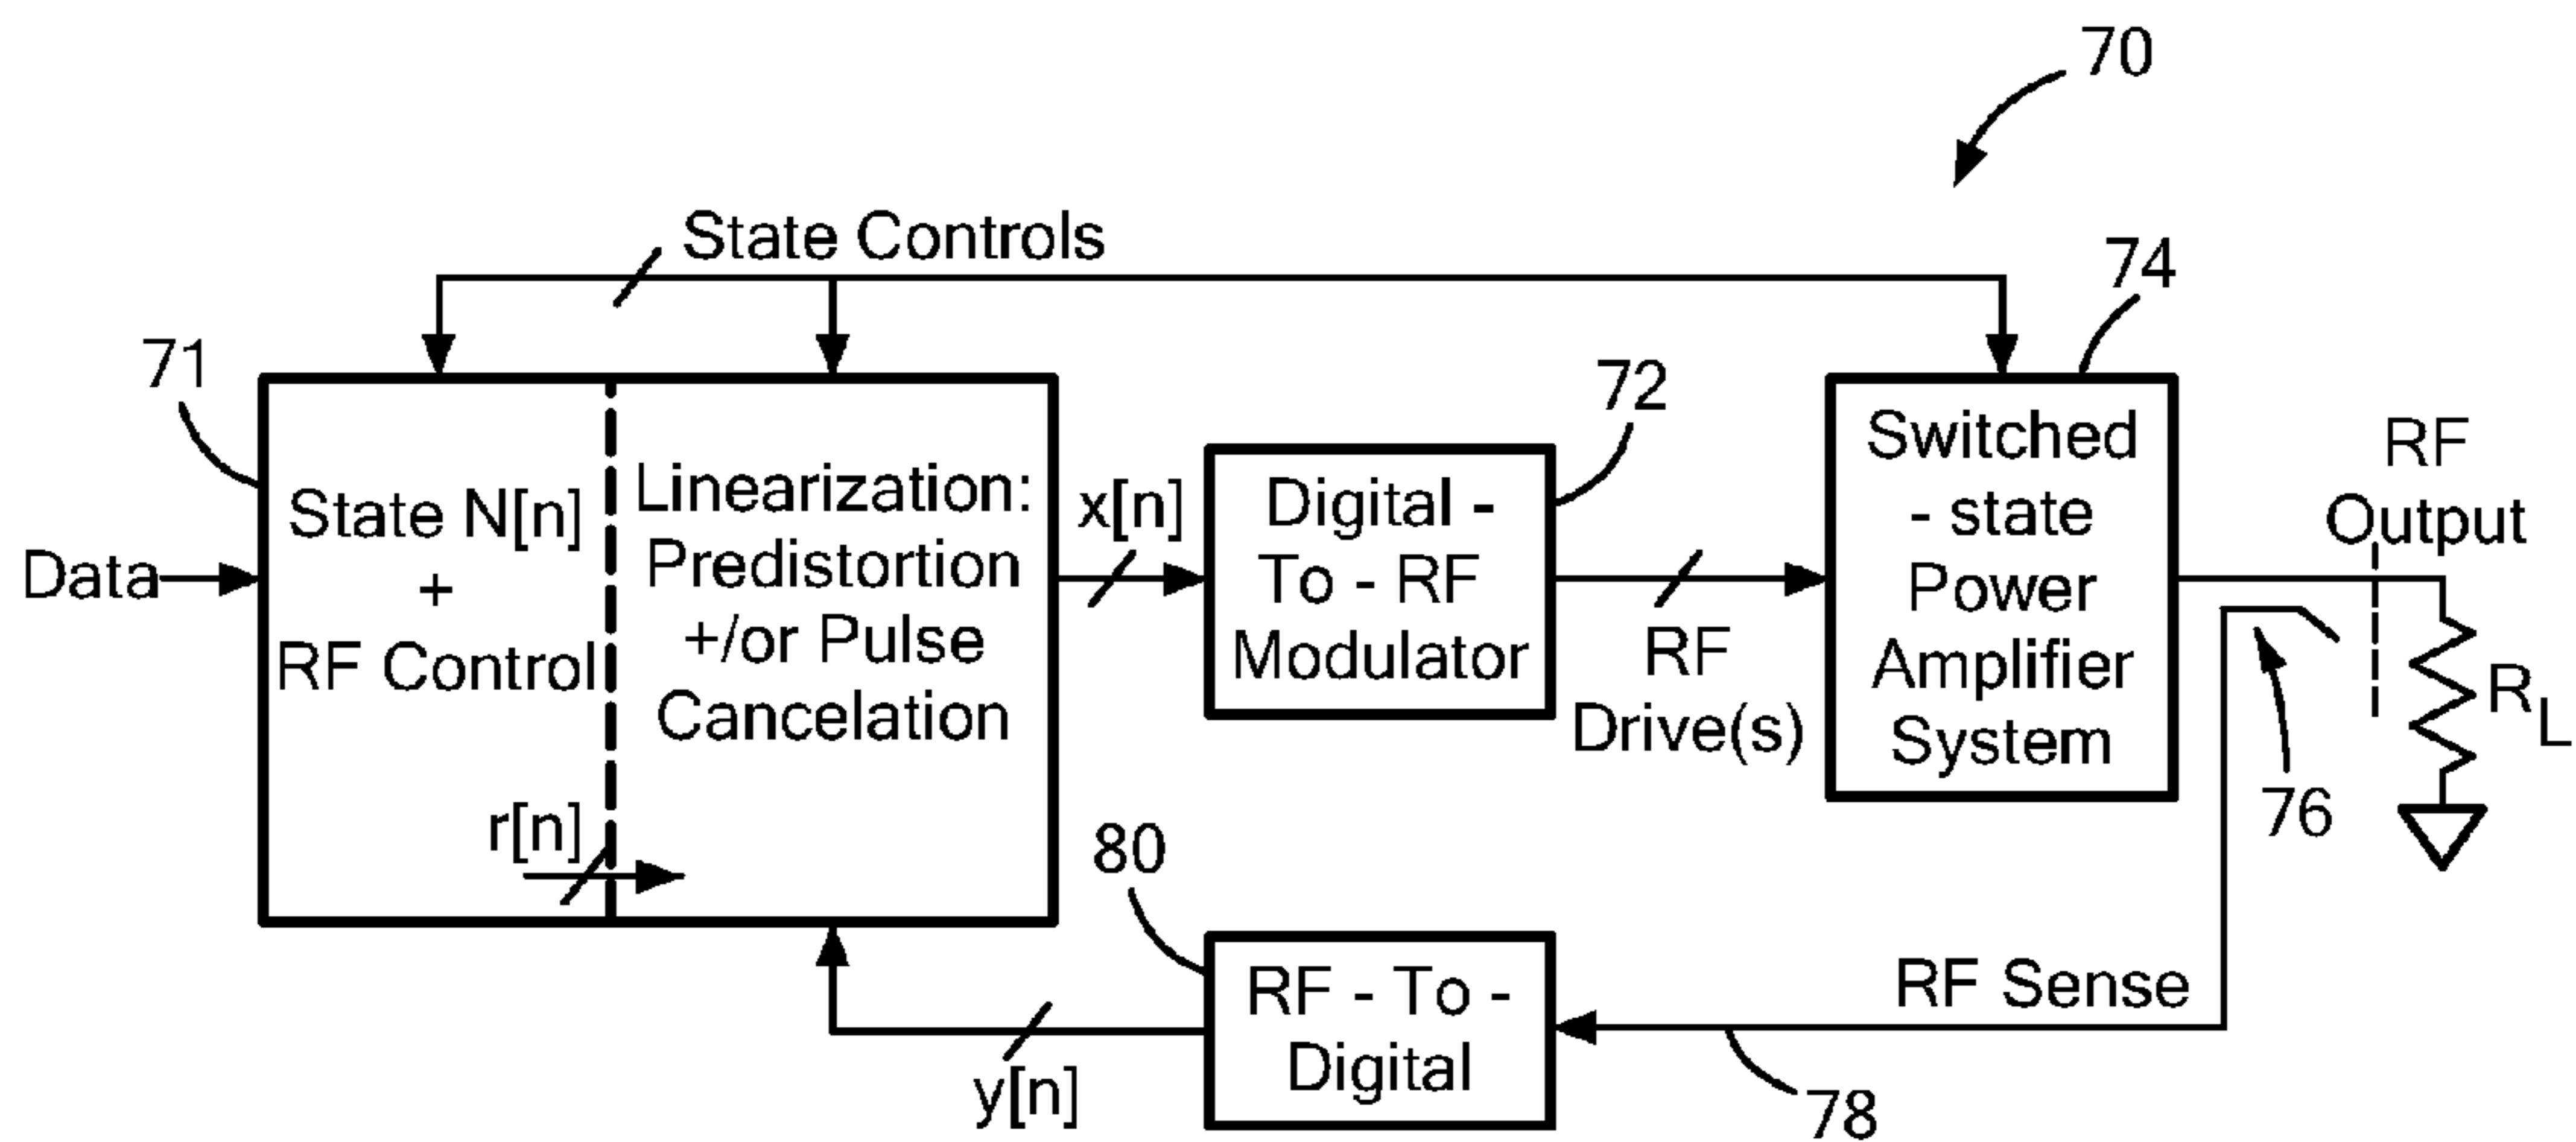 70
State Controls
74
71
72
State N[n]
+
RF Control
Linearization:
Predistortion
+/or Pulse
Cancelation
Data
r[n]
x[n]
Digital -
To - RF
Modulator
RF
Drive(s)
Switched
- state
Power
Amplifier
System
RF
Output
R_L
76
80
RF - To -
Digital
RF Sense
y[n]
78